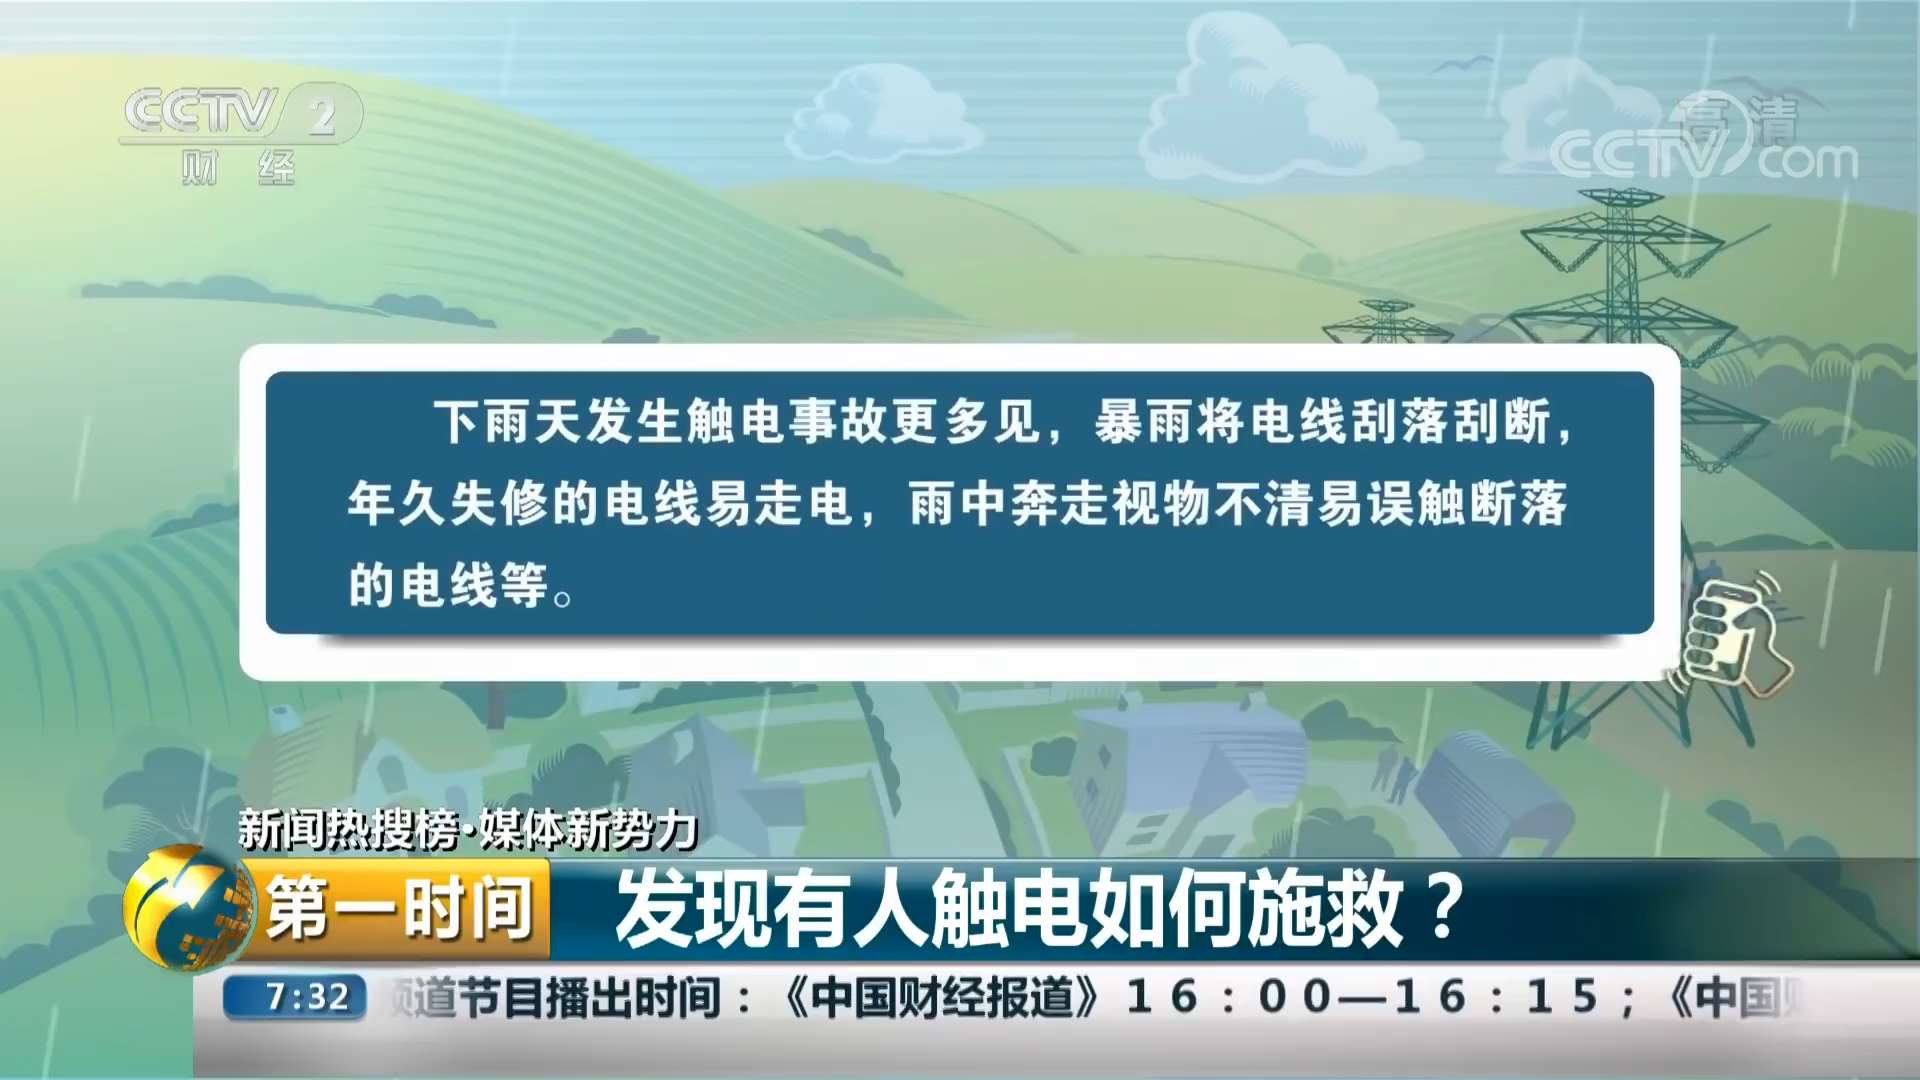 CCTV 2
财经
高清
CCTV com
下雨天发生触电事故更多见，暴雨将电线刮落刮断，
年久失修的电线易走电，雨中奔走视物不清易误触断落
的电线等。
新闻热搜榜·媒体新势力
第一时间
发现有人触电如何施救？
7:32
频道节目播出时间：《中国财经报道》16：00—16：15；《中国